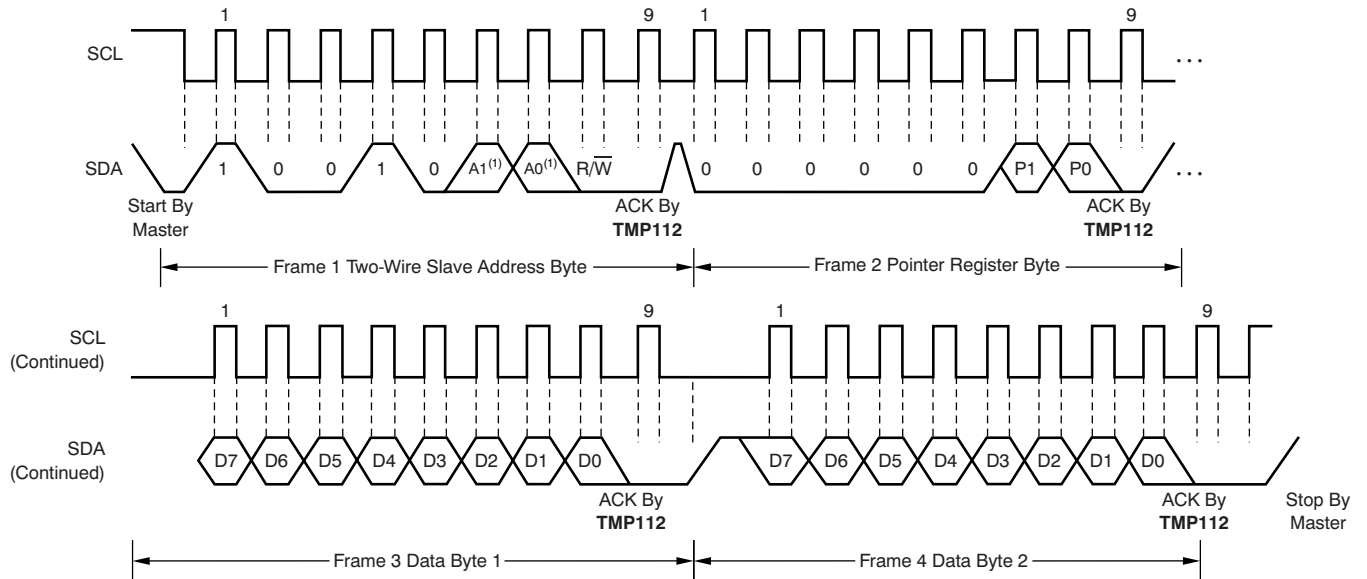 1 9 1 9
SCL
...
SDA
1 0 0 1 0 A1(1) A0(1) R/W 0 0 0 0 0 0 P1 P0
...
Start By
Master
ACK By
TMP112
ACK By
TMP112
Frame 1 Two-Wire Slave Address Byte
Frame 2 Pointer Register Byte
1 9 1 9
SCL
(Continued)
SDA
(Continued)
D7 D6 D5 D4 D3 D2 D1 D0 D7 D6 D5 D4 D3 D2 D1 D0
ACK By
TMP112
ACK By
TMP112
Stop By
Master
Frame 3 Data Byte 1
Frame 4 Data Byte 2